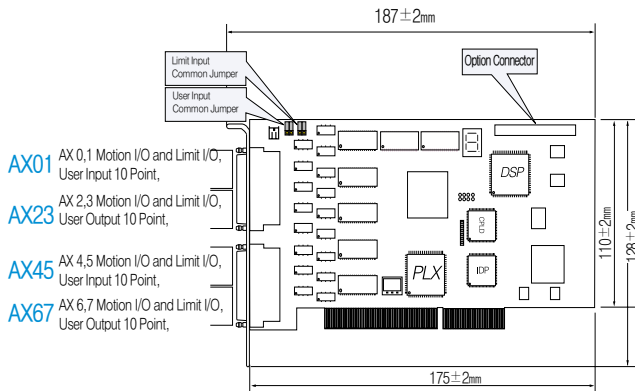 187±2mm
Limit Input
Common Jumper
User Input
Common Jumper
Option Connector
AX01 AX 0,1 Motion I/O and Limit I/O,
User Input 10 Point,
AX23 AX 2,3 Motion I/O and Limit I/O,
User Output 10 Point,
AX45 AX 4,5 Motion I/O and Limit I/O,
User Input 10 Point,
AX67 AX 6,7 Motion I/O and Limit I/O,
User Output 10 Point,
DSP
CPLD
PLX
IDP
110±2mm
128±2mm
175±2mm